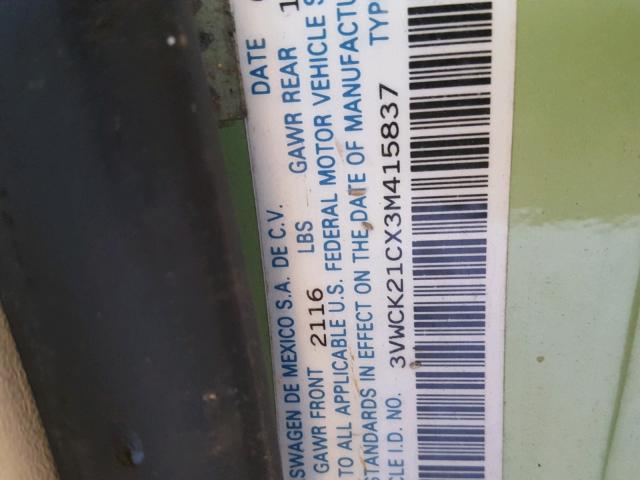 SWAGEN DE MEXICO S.A. DE C.V. DATE
GAWR FRONT 2116 LBS GAWR REAR 1
TO ALL APPLICABLE U.S. FEDERAL MOTOR VEHICLE S
STANDARDS IN EFFECT ON THE DATE OF MANUFACTU
CLE I.D. NO. 3VWCK21CX3M415837 TYP